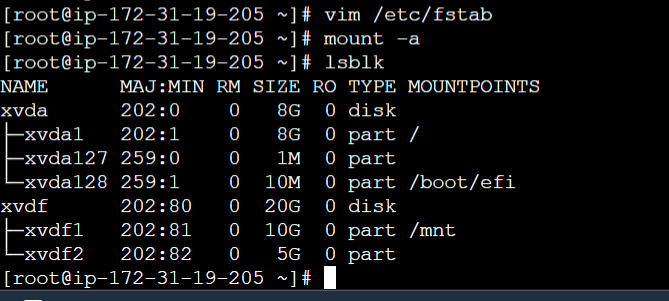 [root@ip-172-31-19-205 ~]# vim /etc/fstab
[root@ip-172-31-19-205 ~]# mount -a
[root@ip-172-31-19-205 ~]# lsblk
NAME      MAJ:MIN RM SIZE RO TYPE MOUNTPOINTS
xvda      202:0    0   8G  0 disk
├─xvda1   202:1    0   8G  0 part /
├─xvda127 259:0    0   1M  0 part
└─xvda128 259:1    0  10M  0 part /boot/efi
xvdf      202:80   0  20G  0 disk
├─xvdf1   202:81   0  10G  0 part /mnt
└─xvdf2   202:82   0   5G  0 part
[root@ip-172-31-19-205 ~]#